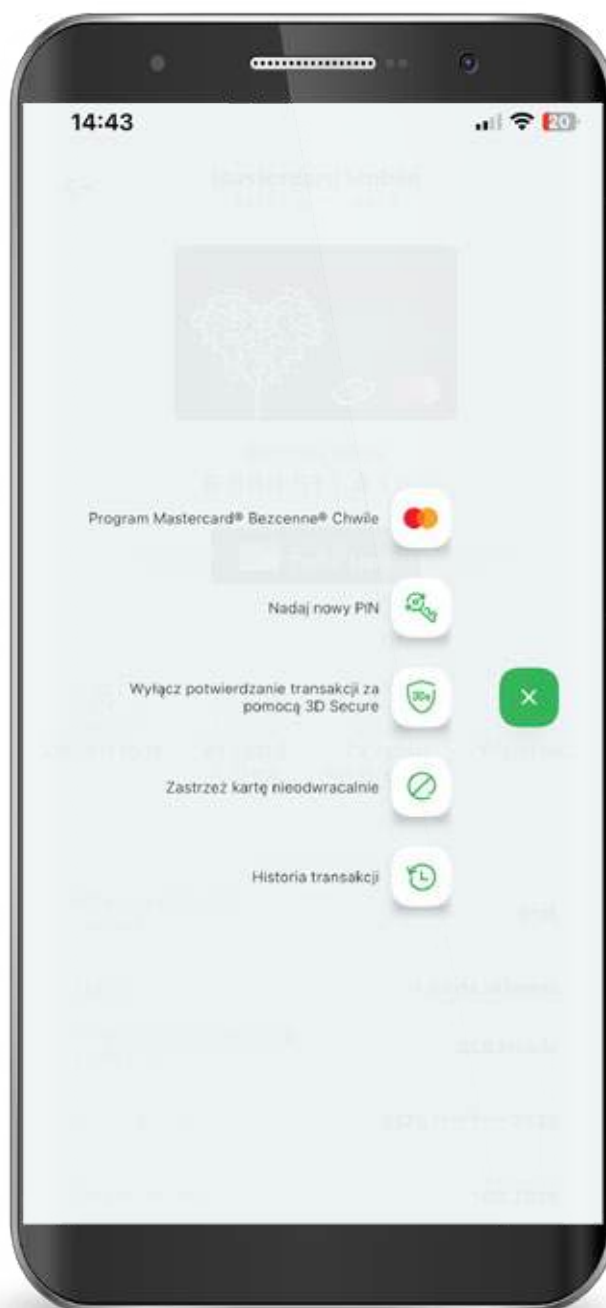 14:43
20
Program Mastercard® Bezcenne® Chwile
Nadaj nowy PIN
Wyłącz potwierdzanie transakcji za
pomocą 3D Secure
3Ds
Zastrzeż kartę nieodwracalnie
Historia transakcji